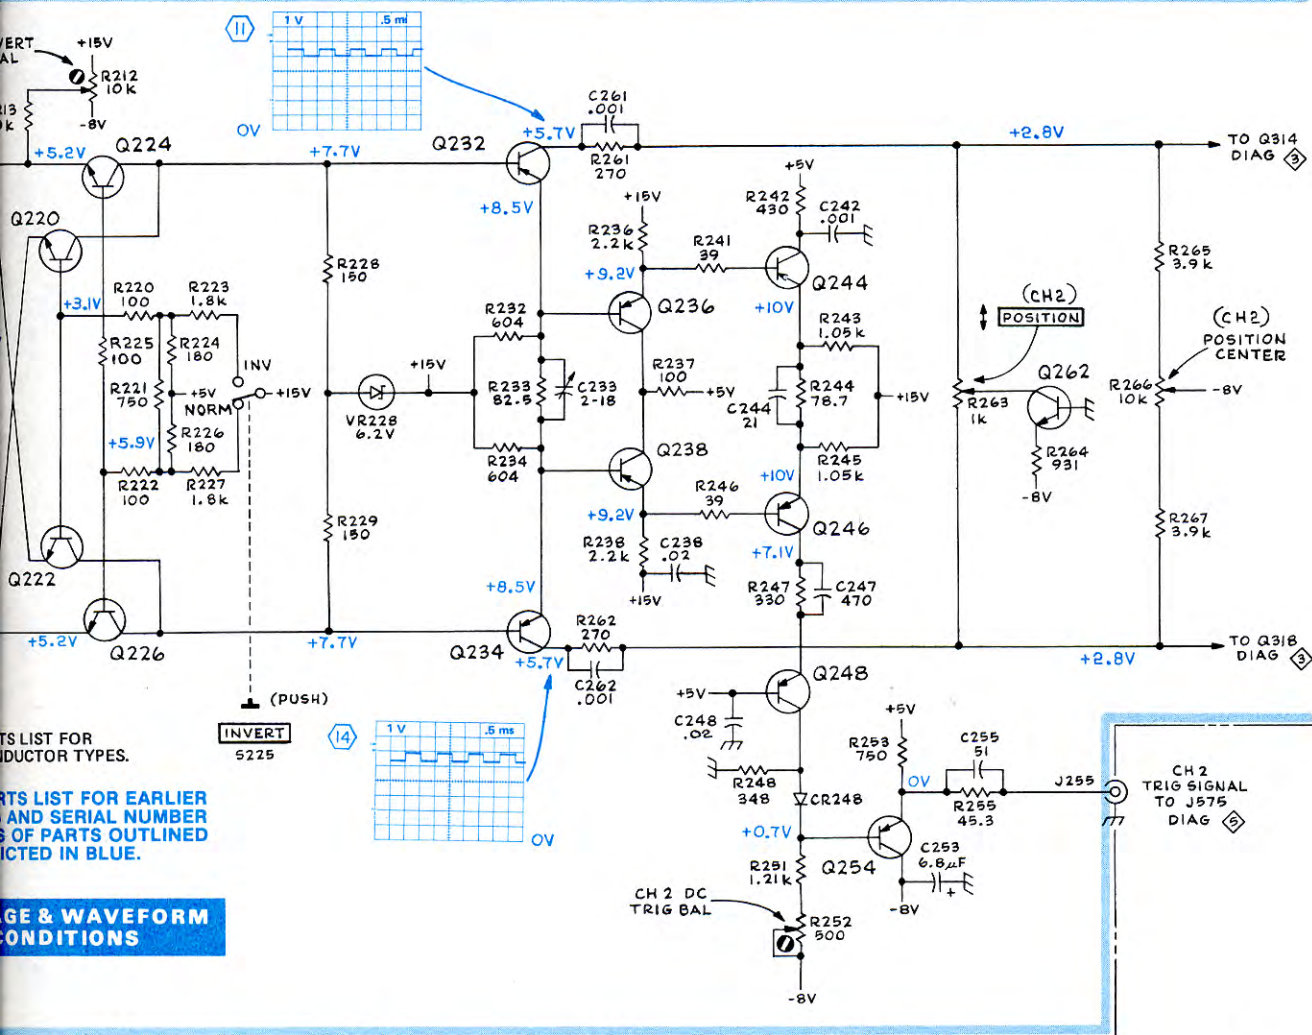 1 V
.5 ms
11
OV
VERT
AL
+15V
R212
10K
-8V
+5.2V
Q224
+7.7V
Q232
+5.7V
C261
.001
R261
270
+2.8V
TO Q314
DIAG 3
Q220
+8.5V
+15V
R236
2.2k
+9.2V
R241
39
+5V
R242
430
C242
.001
Q244
+10V
R228
150
R265
3.9k
+3.1V
R220
100
R223
1.8k
R225
100
R224
180
R221
750
+5V
NORM
INV
+15V
+5.9V
R226
180
R222
100
R227
1.8k
VR228
6.2V
+15V
R232
604
R233
82.5
C233
2-18
R234
604
Q236
R237
100
+5V
Q238
R243
1.05k
R244
78.7
C244
21
+15V
R245
1.05k
+10V
(CH2)
POSITION
R263
1k
Q262
R264
931
-8V
(CH2)
POSITION
CENTER
R266
10k
-8V
R267
3.9k
Q222
R229
150
+9.2V
R246
39
Q246
R238
2.2k
C238
.02
+15V
+7.1V
R247
330
C247
470
+8.5V
+5.2V
Q226
+7.7V
Q234
+5.7V
R262
270
C262
.001
+2.8V
TO Q318
DIAG 3
(PUSH)
INVERT
S225
14
1 V
.5 ms
OV
+5V
C248
.02
Q248
R248
348
CR248
+0.7V
R251
1.21k
CH 2 DC
TRIG BAL
R252
500
-8V
+5V
R253
750
OV
C255
51
R255
45.3
J255
CH 2
TRIG SIGNAL
TO J575
DIAG 5
Q254
C253
6.8µF
+
-8V
TS LIST FOR
DUCTOR TYPES.
RTS LIST FOR EARLIER
AND SERIAL NUMBER
S OF PARTS OUTLINED
ICTED IN BLUE.
GE & WAVEFORM
CONDITIONS